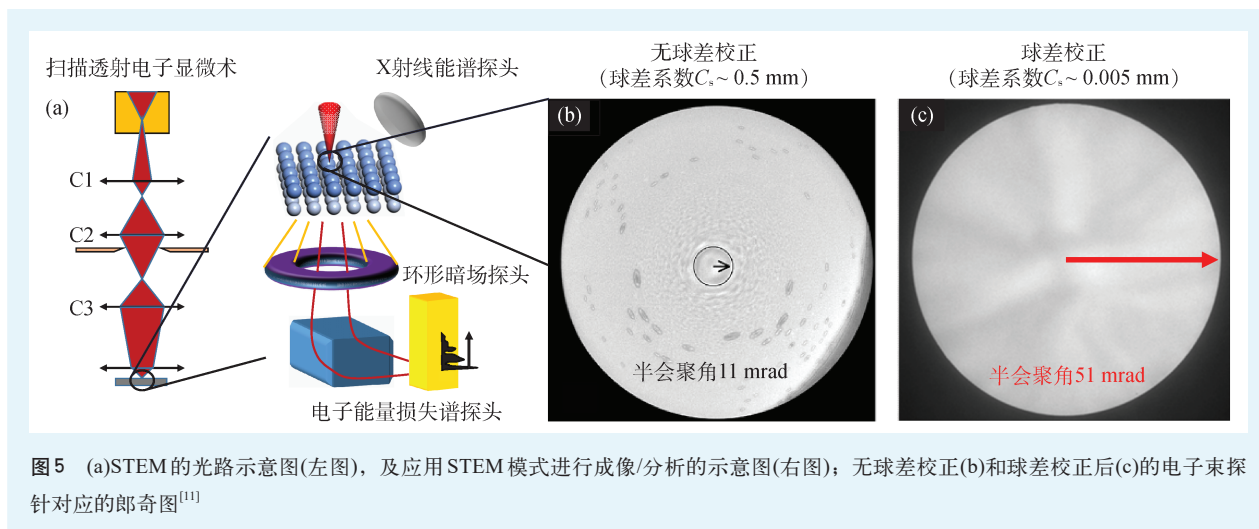 扫描透射电子显微术
(a)
C1
C2
C3
X射线能谱探头
环形暗场探头
电子能量损失谱探头
无球差校正
（球差系数Cₛ~ 0.5 mm）
(b)
半会聚角11 mrad
球差校正
（球差系数Cₛ~ 0.005 mm）
(c)
半会聚角51 mrad
图5 (a)STEM的光路示意图(左图)，及应用STEM模式进行成像/分析的示意图(右图)；无球差校正(b)和球差校正后(c)的电子束探
针对应的郎奇图[11]